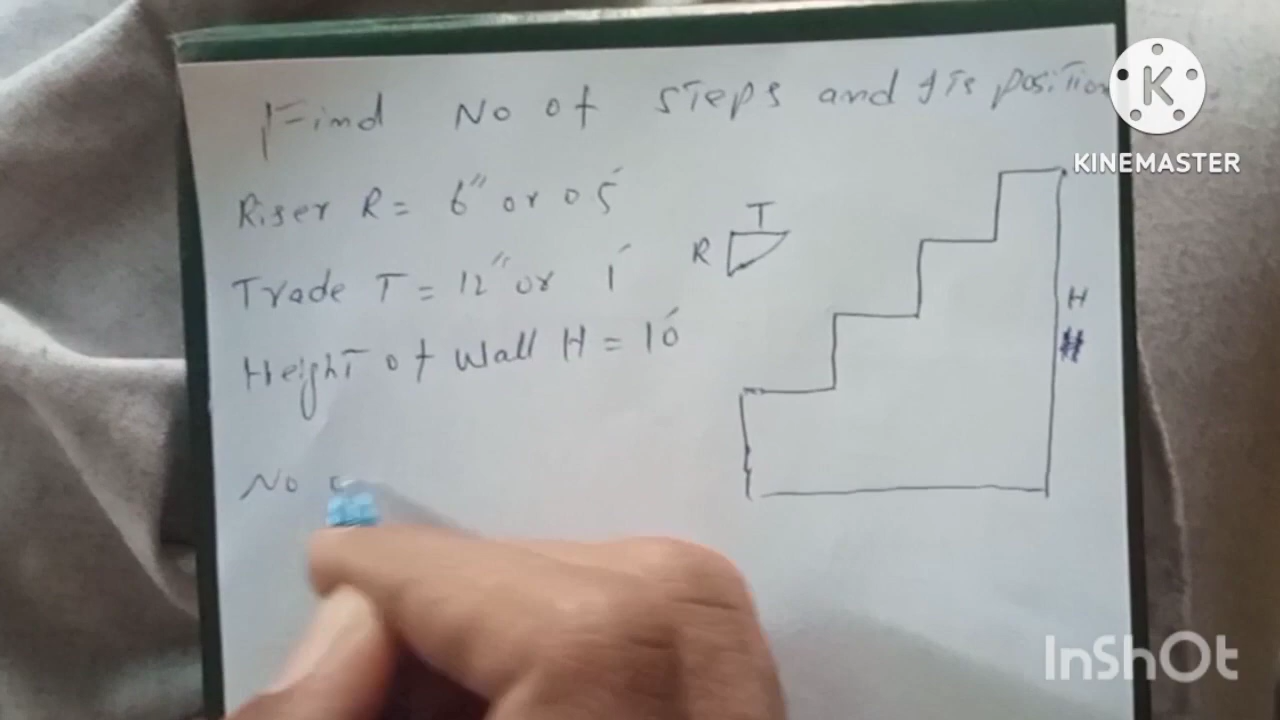 Find No of steps and its position
Riser R = 6" or 0 5'
Trade T = 12" or 1'
Height of Wall H = 10'
No
T
R
H
K
KINEMASTER
InShOt